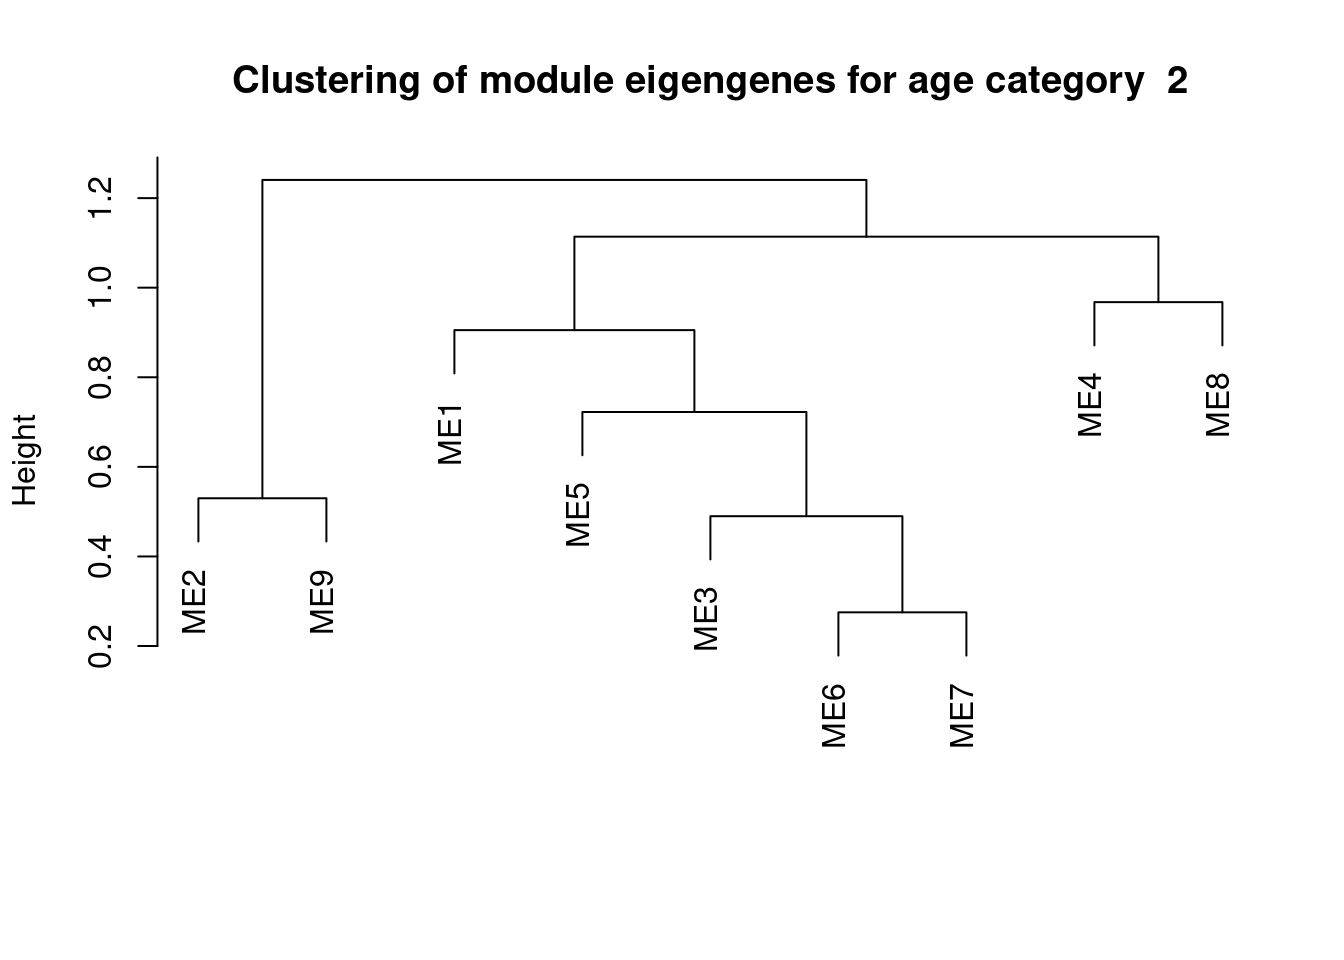 Clustering of module eigengenes for age category  2
Height
1.2
1.0
0.8
0.6
0.4
0.2
ME2
ME9
ME1
ME5
ME3
ME6
ME7
ME4
ME8